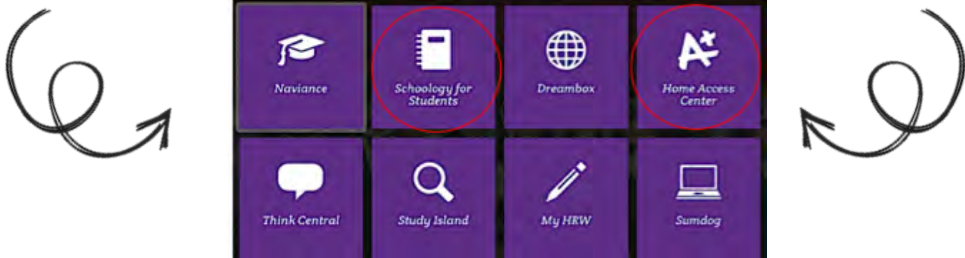 Naviance
Schoology for
Students
Dreambox
A+
Home Access
Center
Think Central
Study Island
My HRW
Sumdog